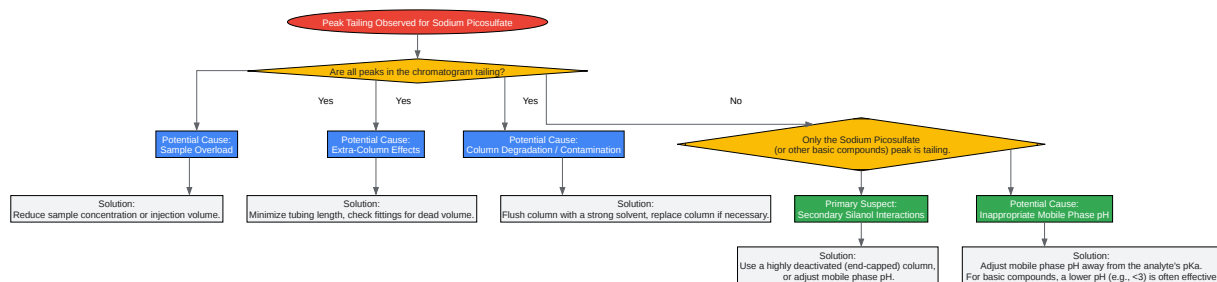 Peak Tailing Observed for Sodium Picosulfate
Are all peaks in the chromatogram tailing?
Yes
Yes
Yes
No
Potential Cause:
Sample Overload
Potential Cause:
Extra-Column Effects
Potential Cause:
Column Degradation / Contamination
Only the Sodium Picosulfate
(or other basic compounds) peak is tailing.
Solution:
Reduce sample concentration or injection volume.
Solution:
Minimize tubing length, check fittings for dead volume.
Solution:
Flush column with a strong solvent, replace column if necessary.
Primary Suspect:
Secondary Silanol Interactions
Potential Cause:
Inappropriate Mobile Phase pH
Solution:
Use a highly deactivated (end-capped) column,
or adjust mobile phase pH.
Solution:
Adjust mobile phase pH away from the analyte's pKa.
For basic compounds, a lower pH (e.g., <3) is often effective